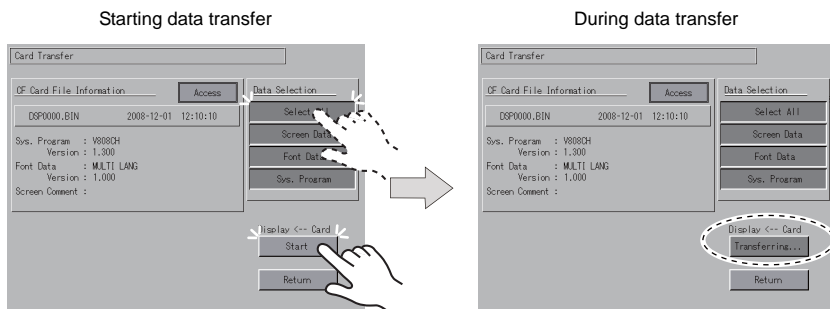 Starting data transfer
Card Transfer
CF Card File Information
Access
DSP0000.BIN 2008-12-01 12:10:10
Sys. Program : V808CH
Version : 1.300
Font Data : MULTI LANG
Version : 1.000
Screen Comment :
Data Selection
Select All
Screen Data
Font Data
Sys. Program
Display <-- Card
Start
Return
During data transfer
Card Transfer
CF Card File Information
Access
DSP0000.BIN 2008-12-01 12:10:10
Sys. Program : V808CH
Version : 1.300
Font Data : MULTI LANG
Version : 1.000
Screen Comment :
Data Selection
Select All
Screen Data
Font Data
Sys. Program
Display <-- Card
Transferring...
Return